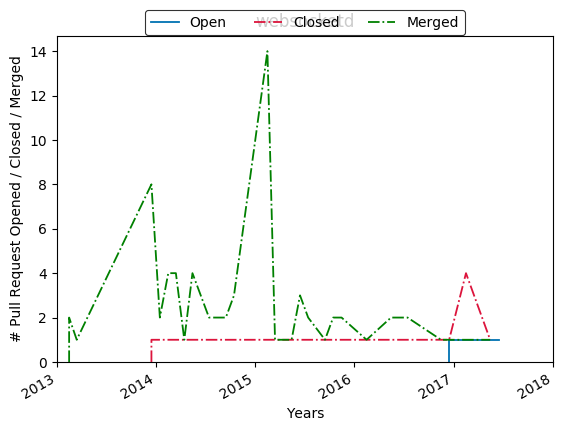 websocketd
Open Closed Merged
# Pull Request Opened / Closed / Merged
14
12
10
8
6
4
2
0
2013 2014 2015 2016 2017 2018
Years